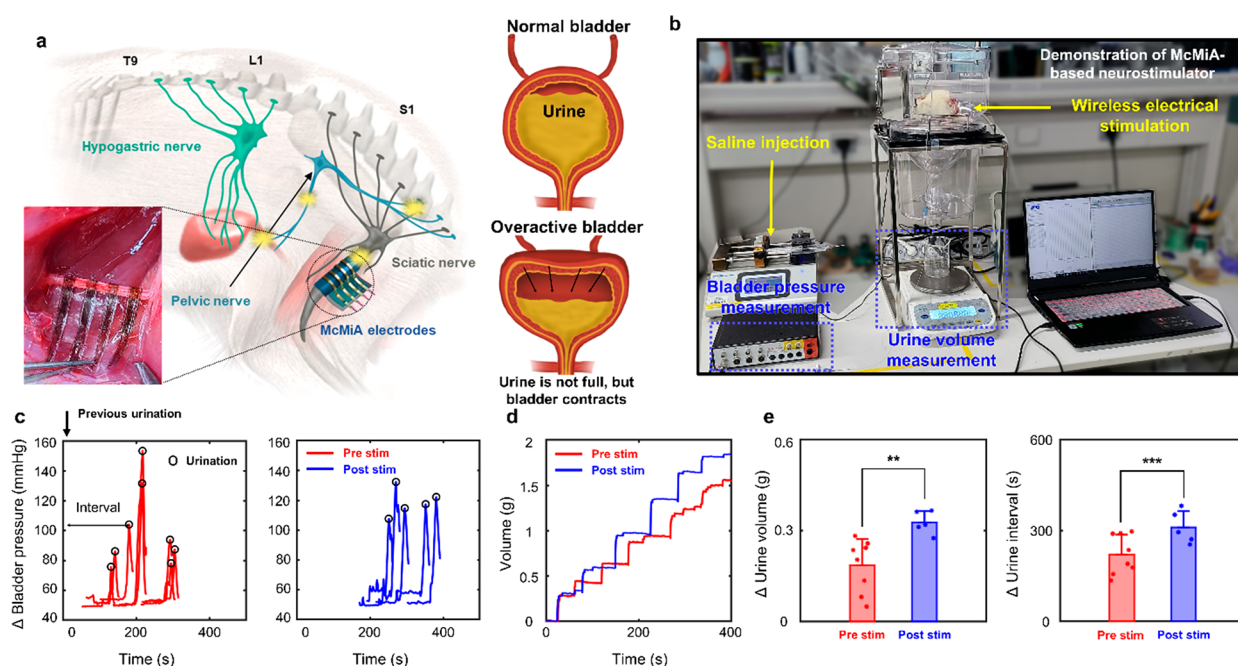 a
T9
L1
S1
Hypogastric nerve
Sciatic nerve
Pelvic nerve
McMiA electrodes
Normal bladder
Urine
Overactive bladder
Urine is not full, but
bladder contracts
b
Demonstration of McMiA-
based neurostimulator
Wireless electrical
stimulation
Saline injection
Bladder pressure
measurement
Urine volume
measurement
c
Previous urination
Δ Bladder pressure (mmHg)
160
140
120
100
80
60
40
O Urination
Interval
0
200
400
Time (s)
160
140
120
100
80
60
40
Pre stim
Post stim
0
200
400
Time (s)
d
Volume (g)
2
1.5
1
0.5
0
Pre stim
Post stim
0
100
200
300
400
Time (s)
e
Δ Urine volume (g)
0.6
0.3
0
**
Pre stim
Post stim
Δ Urine interval (s)
600
300
0
***
Pre stim
Post stim